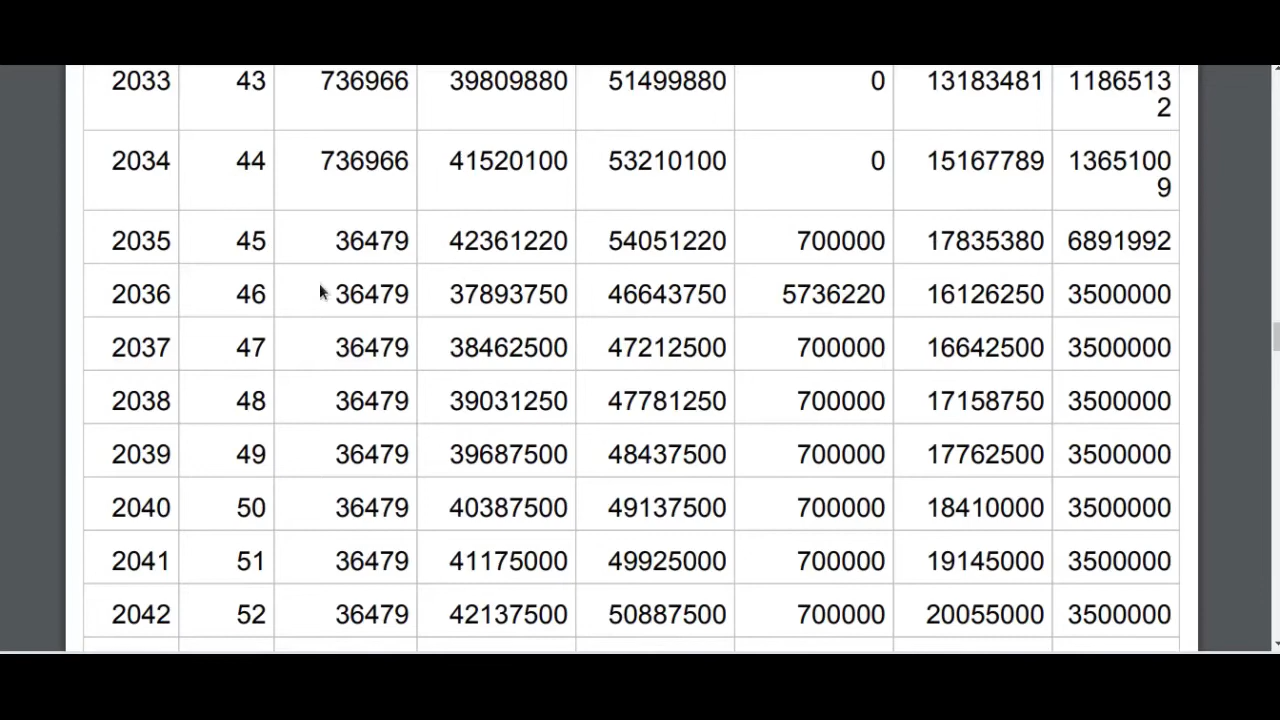 2033 43 736966 39809880 51499880 0 13183481 1186513
2
2034 44 736966 41520100 53210100 0 15167789 1365100
9
2035 45 36479 42361220 54051220 700000 17835380 6891992
2036 46 36479 37893750 46643750 5736220 16126250 3500000
2037 47 36479 38462500 47212500 700000 16642500 3500000
2038 48 36479 39031250 47781250 700000 17158750 3500000
2039 49 36479 39687500 48437500 700000 17762500 3500000
2040 50 36479 40387500 49137500 700000 18410000 3500000
2041 51 36479 41175000 49925000 700000 19145000 3500000
2042 52 36479 42137500 50887500 700000 20055000 3500000